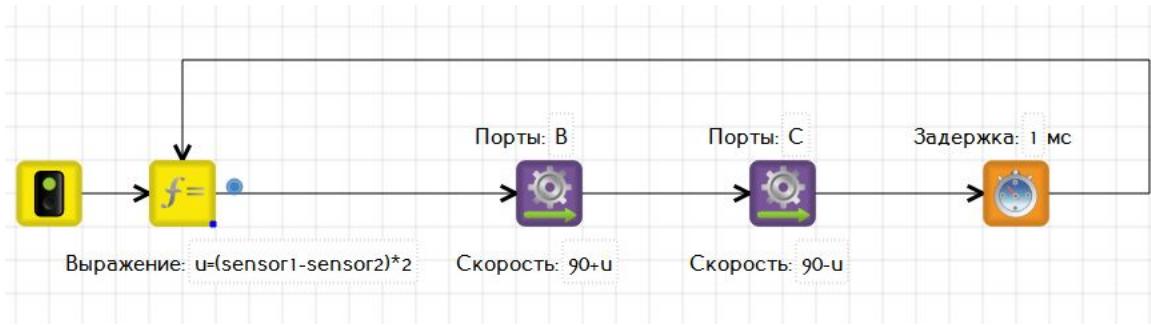 Порты: B
Порты: C
Задержка: 1 мс
f=
Выражение: u=(sensor1-sensor2)*2
Скорость: 90+u
Скорость: 90-u